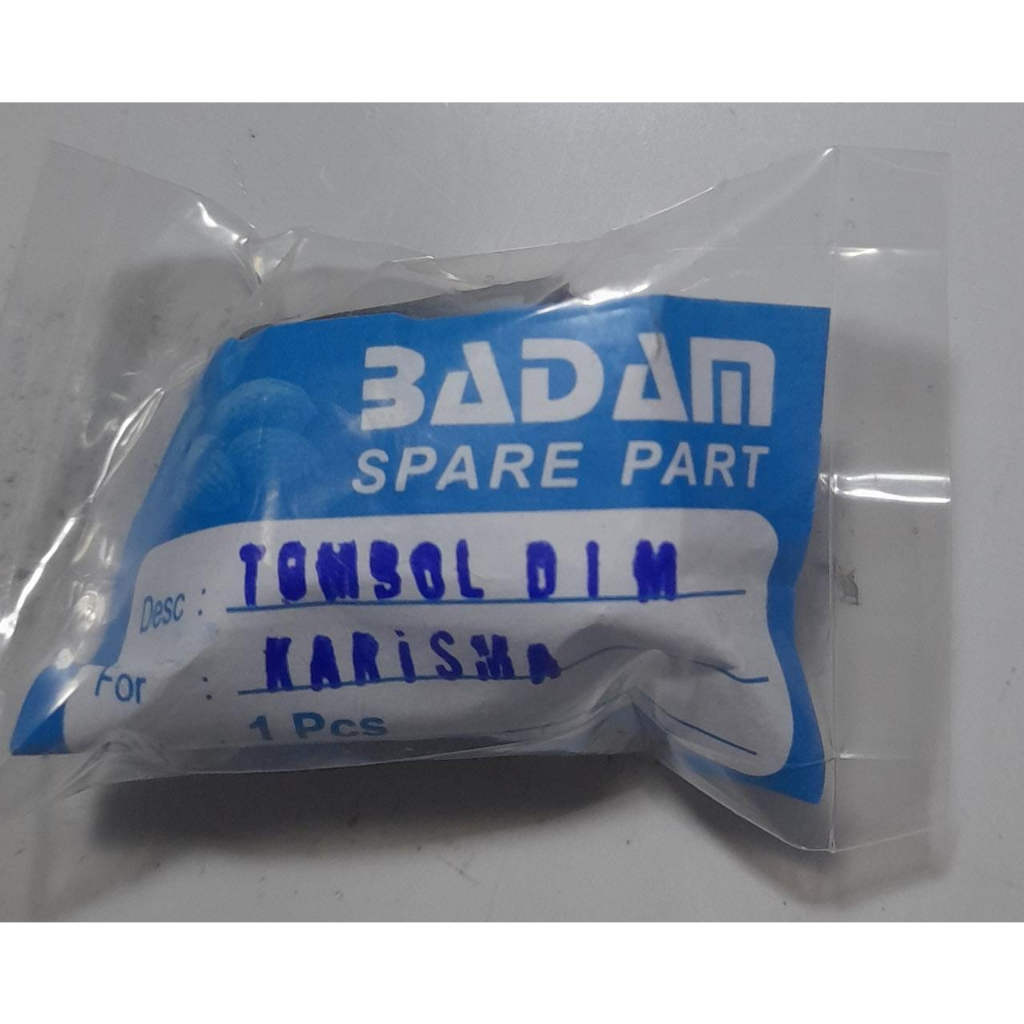 BADAM
SPARE PART
Desc : TOMBOL DIM
For : KARiSMA
1 Pcs